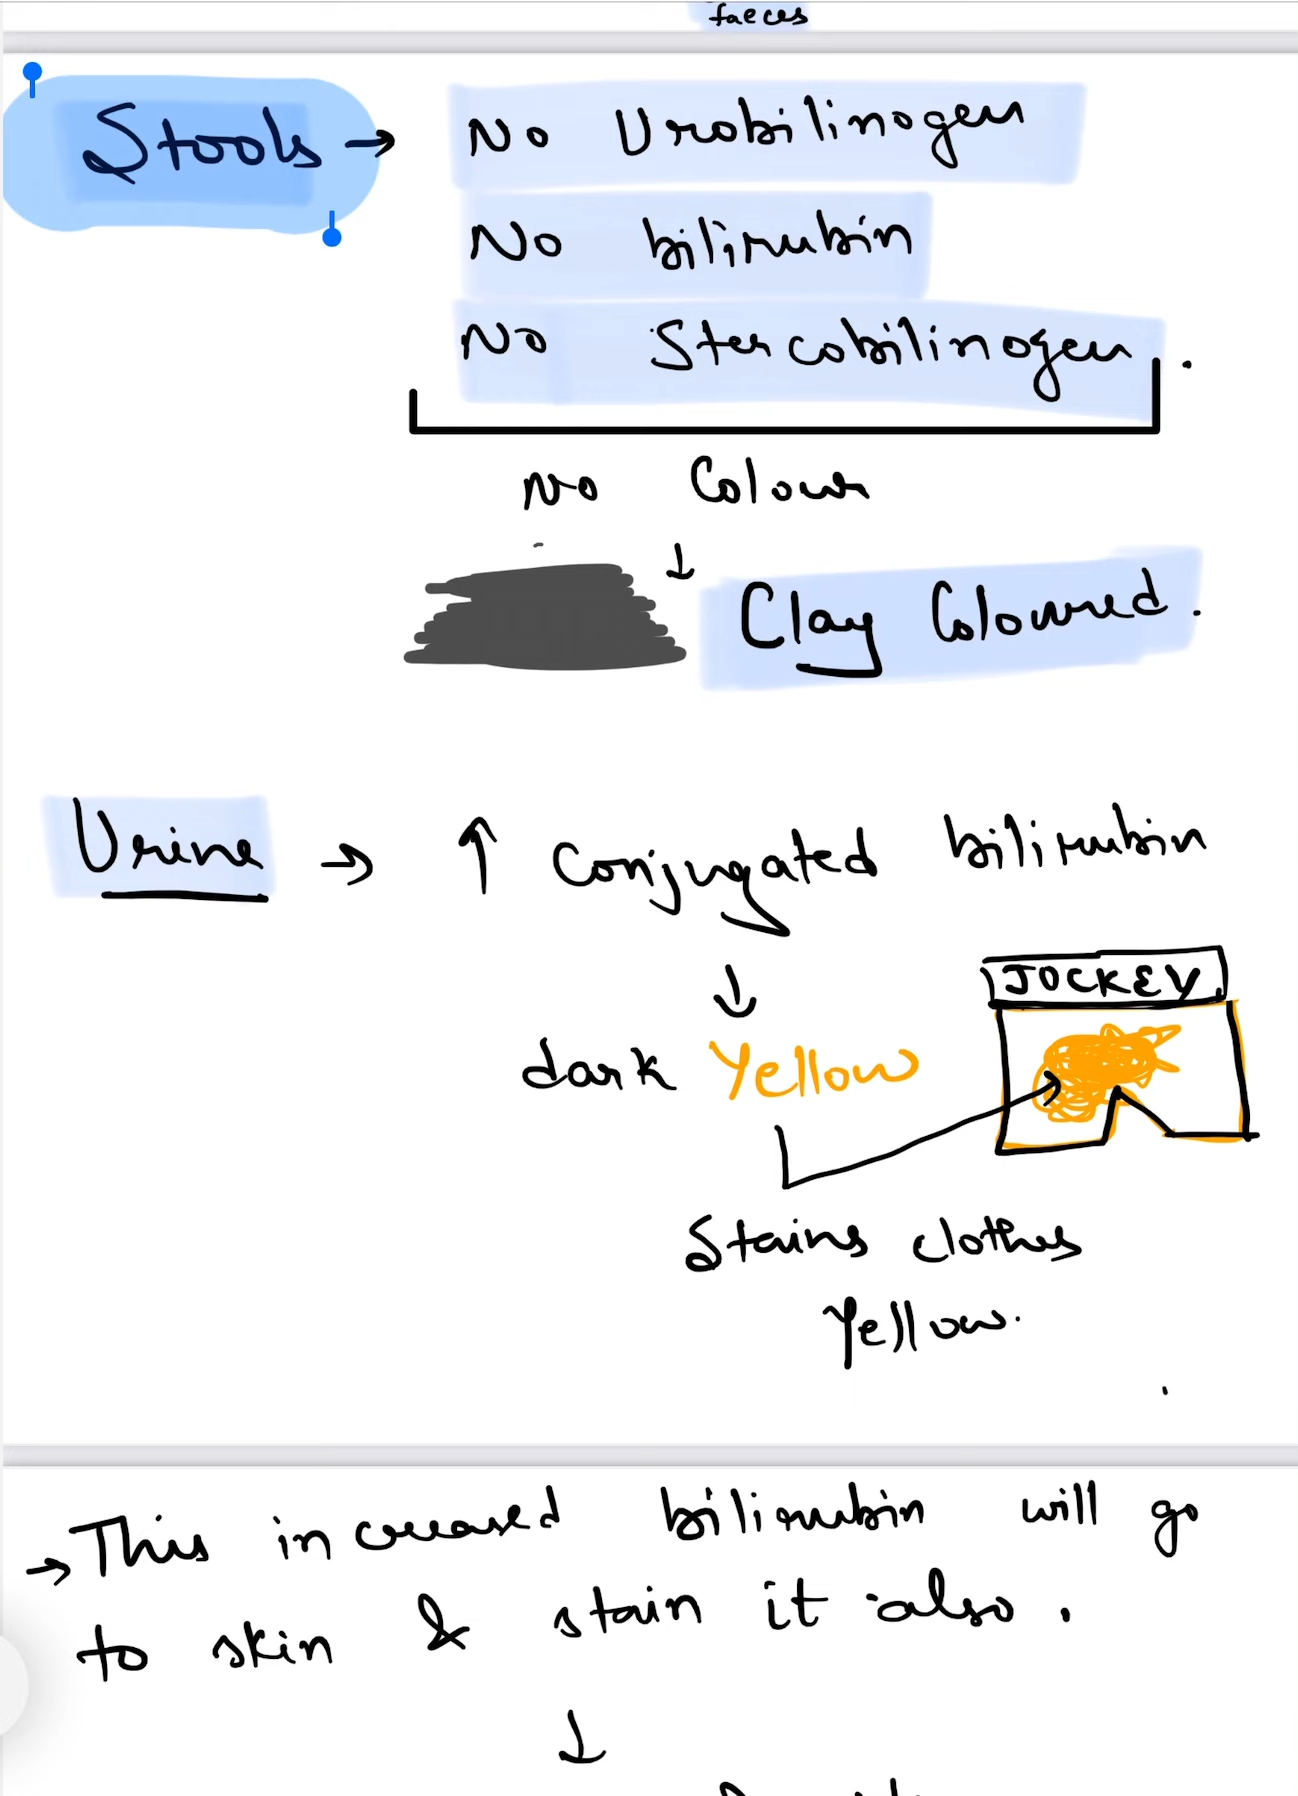 faeces
Stools → No Urobilinogen
No bilirubin
No Stercobilinogen.
No Colour
↓
Clay Coloured.
Urine → ↑ Conjugated bilirubin
↓
JOCKEY
dark Yellow
Stains clothes
Yellow.
→ This increased bilirubin will go
to skin & stain it also.
↓